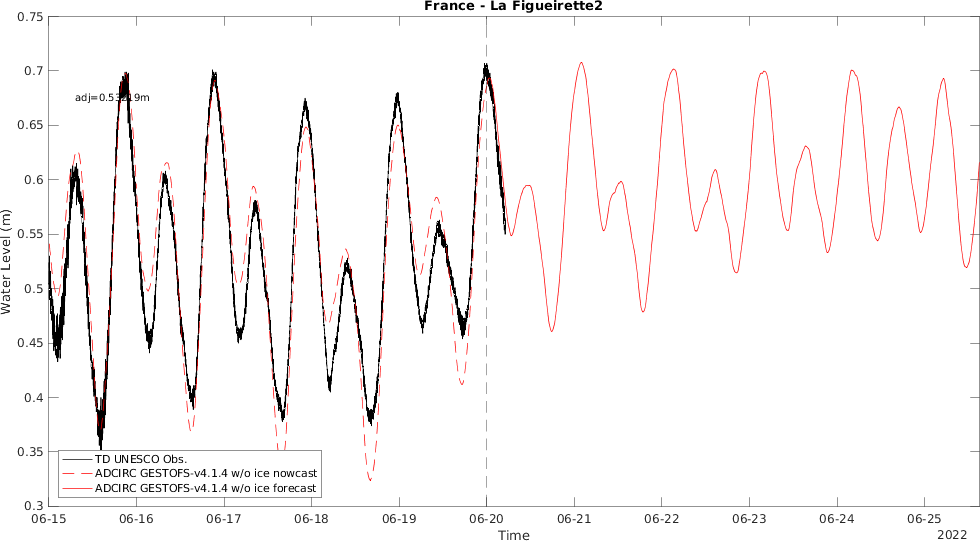 France - La Figueirette2
0.75
0.7
adj=0.53219m
0.65
0.6
0.55
0.5
0.45
0.4
0.35
0.3
Water Level (m)
TD UNESCO Obs.
ADCIRC GESTOFS-v4.1.4 w/o ice nowcast
ADCIRC GESTOFS-v4.1.4 w/o ice forecast
06-15 06-16 06-17 06-18 06-19 06-20 06-21 06-22 06-23 06-24 06-25
Time
2022